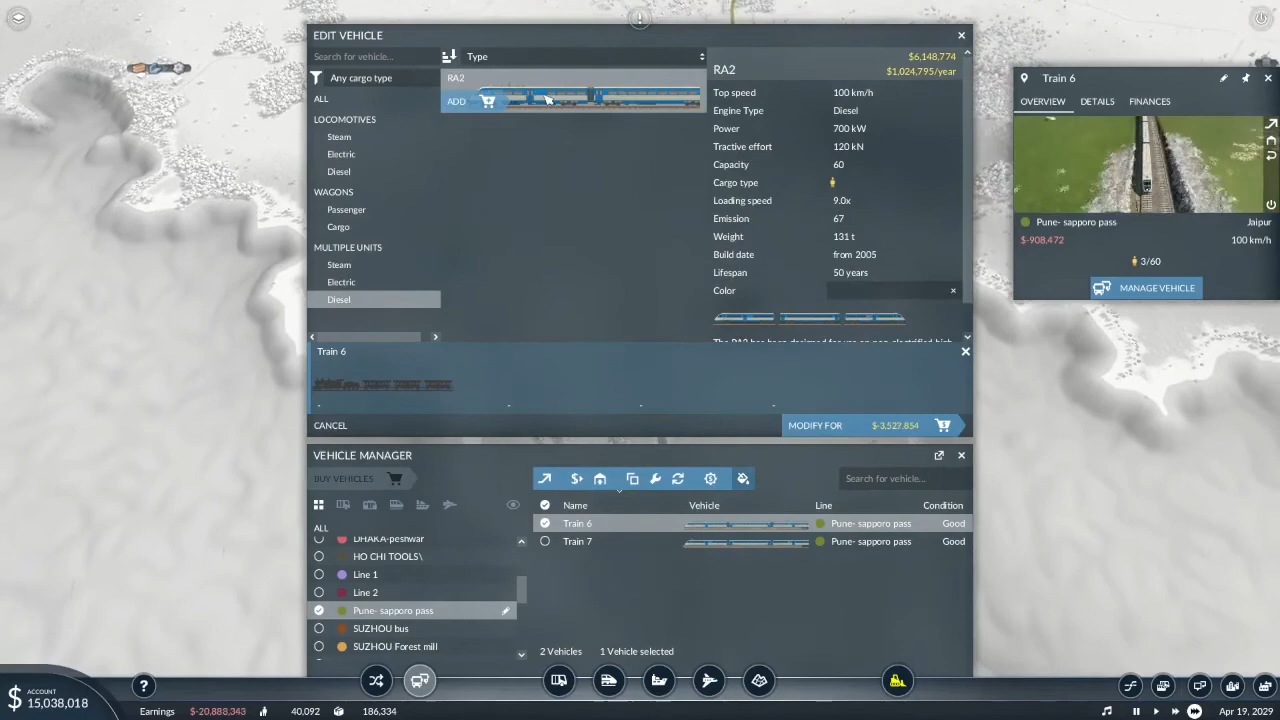 EDIT VEHICLE
Search for vehicle...
Type
Any cargo type
ALL
LOCOMOTIVES
Steam
Electric
Diesel
WAGONS
Passenger
Cargo
MULTIPLE UNITS
Steam
Electric
Diesel
RA2
ADD
$6,148,774
RA2
$1,024,795/year
Top speed 100 km/h
Engine Type Diesel
Power 700 kW
Tractive effort 120 kN
Capacity 60
Cargo type
Loading speed 9.0x
Emission 67
Weight 131 t
Build date from 2005
Lifespan 50 years
Color
Train 6
CANCEL
MODIFY FOR $-3,527,854
Train 6
OVERVIEW DETAILS FINANCES
Pune- sapporo pass Jaipur
$-908,472 100 km/h
3/60
MANAGE VEHICLE
VEHICLE MANAGER
BUY VEHICLES
Search for vehicle...
ALL
DHAKA-peshwar
HO CHI TOOLS\
Line 1
Line 2
Pune- sapporo pass
SUZHOU bus
SUZHOU Forest mill
Name Vehicle Line Condition
Train 6 Pune- sapporo pass Good
Train 7 Pune- sapporo pass Good
2 Vehicles 1 Vehicle selected
$ ACCOUNT
15,038,018
?
Earnings $-20,888,343 40,092 186,334
Apr 19, 2029